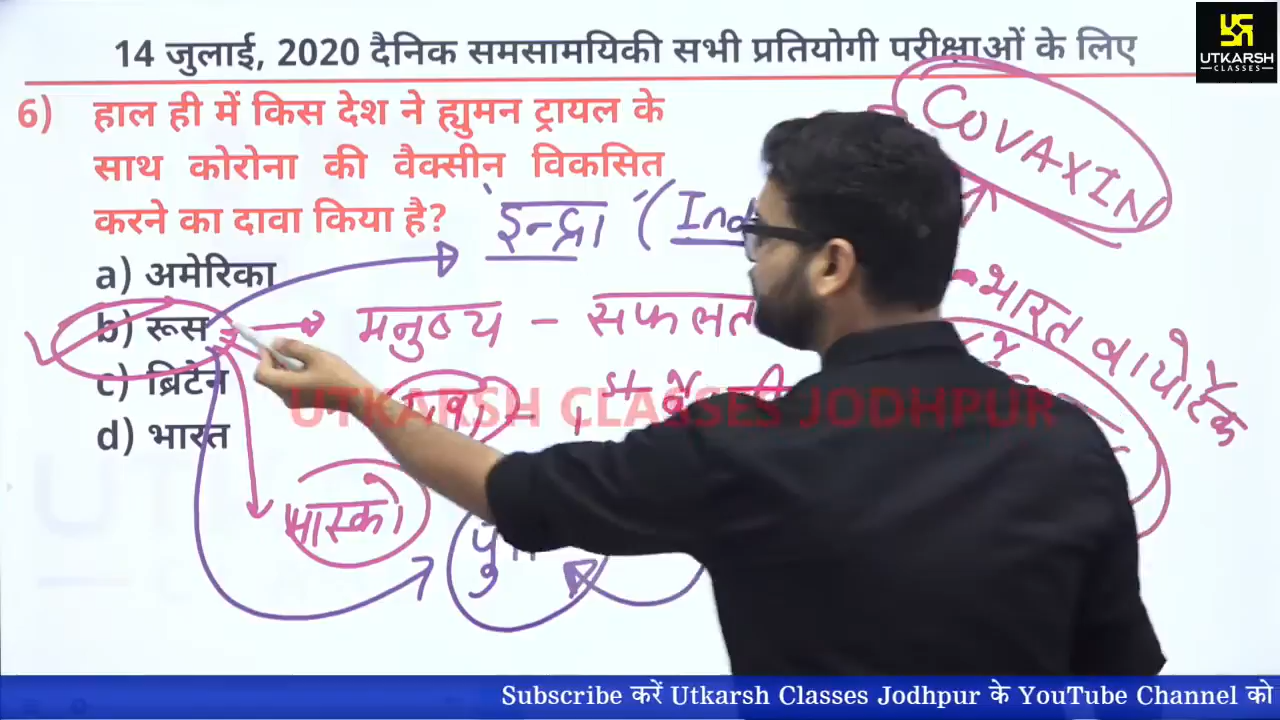 14 जुलाई, 2020 दैनिक समसामयिकी सभी प्रतियोगी परीक्षाओं के लिए
UTKARSH
CLASSES
6) हाल ही में किस देश ने ह्युमन ट्रायल के
साथ कोरोना की वैक्सीन विकसित
करने का दावा किया है?
a) अमेरिका
b) रूस
c) ब्रिटेन
d) भारत
COVAXIN
इन्द्रा (Ind
मनुष्य - सफलत
भारत बायोटेक
मास्को
UTKARSH CLASSES JODHPUR
Subscribe करें Utkarsh Classes Jodhpur के YouTube Channel को